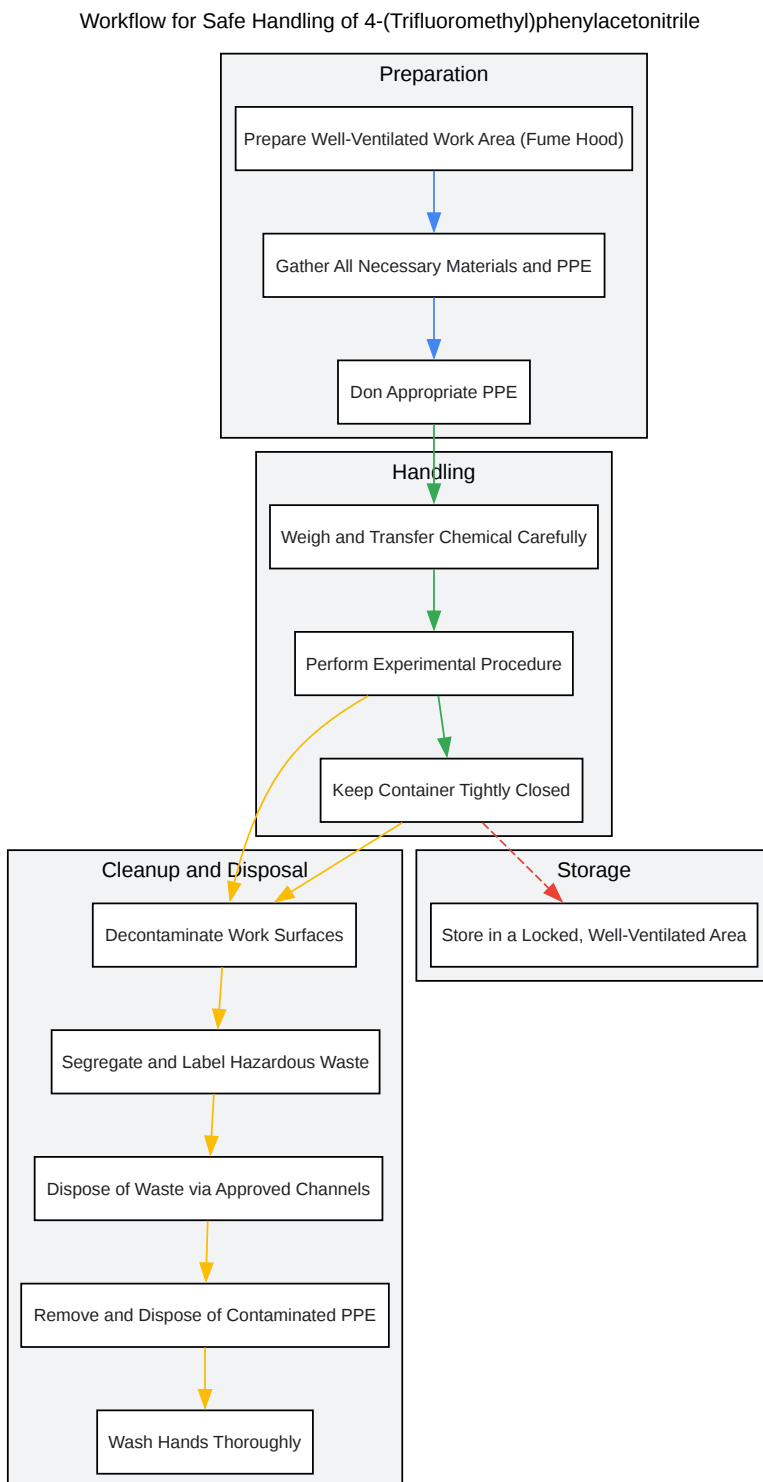 Workflow for Safe Handling of 4-(Trifluoromethyl)phenylacetonitrile
Preparation
Prepare Well-Ventilated Work Area (Fume Hood)
Gather All Necessary Materials and PPE
Don Appropriate PPE
Handling
Weigh and Transfer Chemical Carefully
Perform Experimental Procedure
Keep Container Tightly Closed
Cleanup and Disposal
Decontaminate Work Surfaces
Segregate and Label Hazardous Waste
Dispose of Waste via Approved Channels
Remove and Dispose of Contaminated PPE
Wash Hands Thoroughly
Storage
Store in a Locked, Well-Ventilated Area